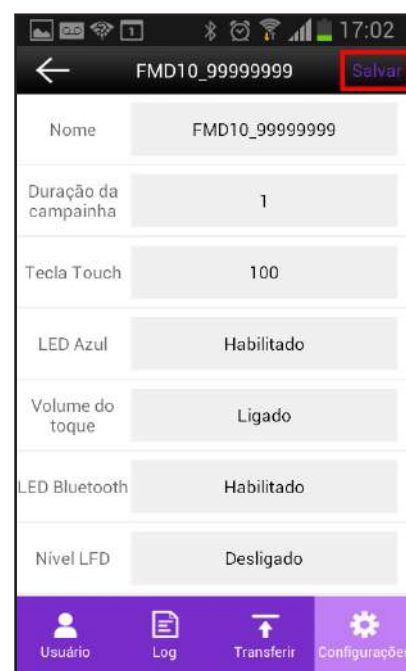 1 17:02
FMD10_99999999 Salvar
Nome FMD10_99999999
Duração da
campainha 1
Tecla Touch 100
LED Azul Habilitado
Volume do
toque Ligado
LED Bluetooth Habilitado
Nível LFD Desligado
Usuário Log Transferir Configurações